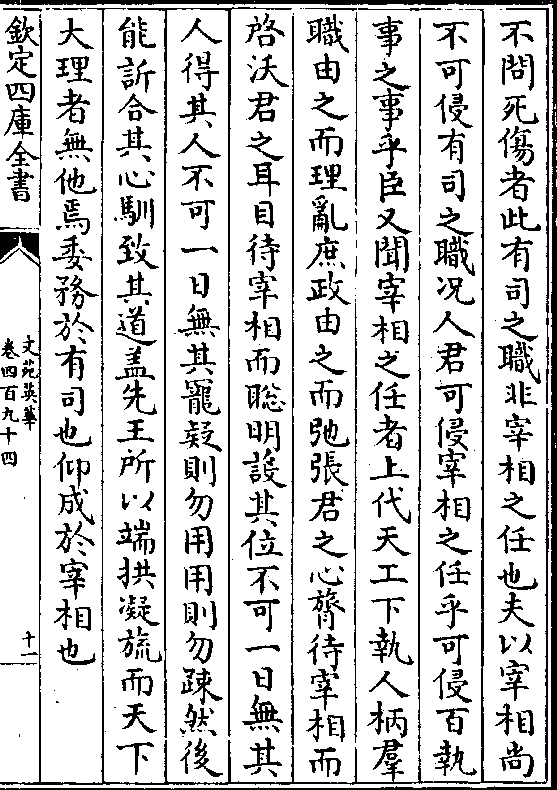 不問死傷者此有司之職非宰相之任也夫以宰相尚
不可侵有司之職况人君可侵宰相之任乎可侵百執
事之事乎臣又聞宰相之任者上代天工下執人柄羣
職由之而理亂庶政由之而弛張君之心膂待宰相而
啓沃君之耳目待宰相而聡明設其位不可一日無其
人得其人不可一日無其寵疑則勿用用則勿疎然後
能訢合其心馴致其道盖先王所以端拱凝旒而天下
大理者無他焉委務於有司也仰成於宰相也
欽定四庫全書
文苑英華
卷四百九十四
十一